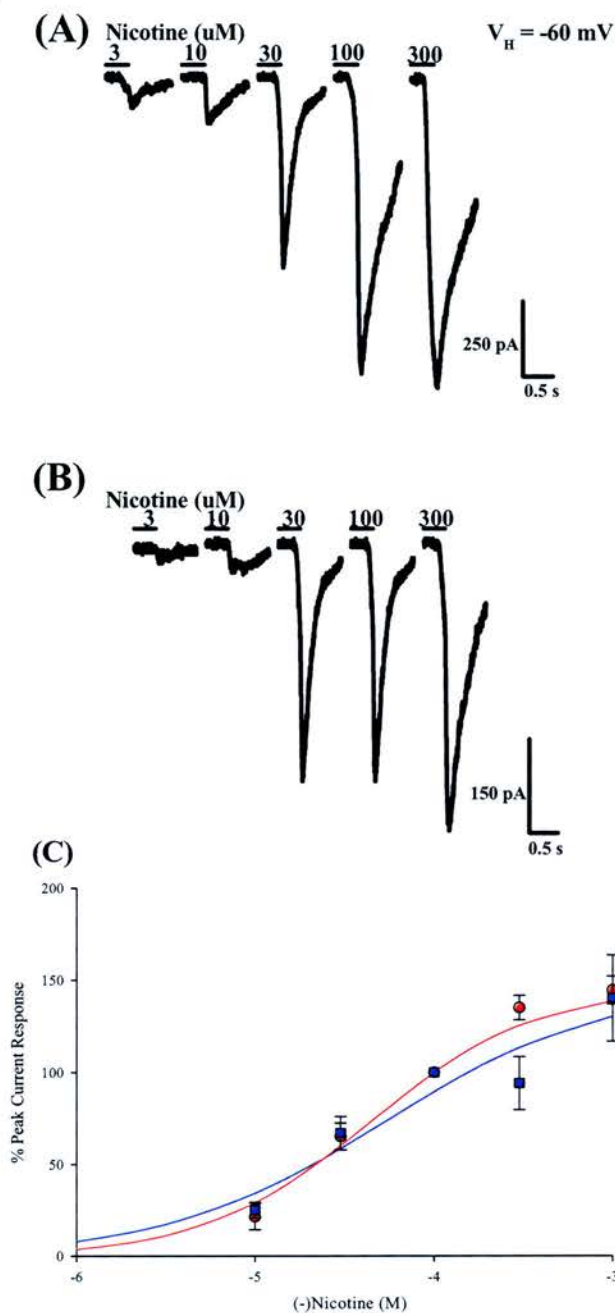 (A)
Nicotine (uM)
V_H = -60 mV
3 10 30 100 300
250 pA
0.5 s
(B)
Nicotine (uM)
3 10 30 100 300
150 pA
0.5 s
(C)
200
150
100
50
0
% Peak Current Response
-6 -5 -4 -3
(-)Nicotine (M)